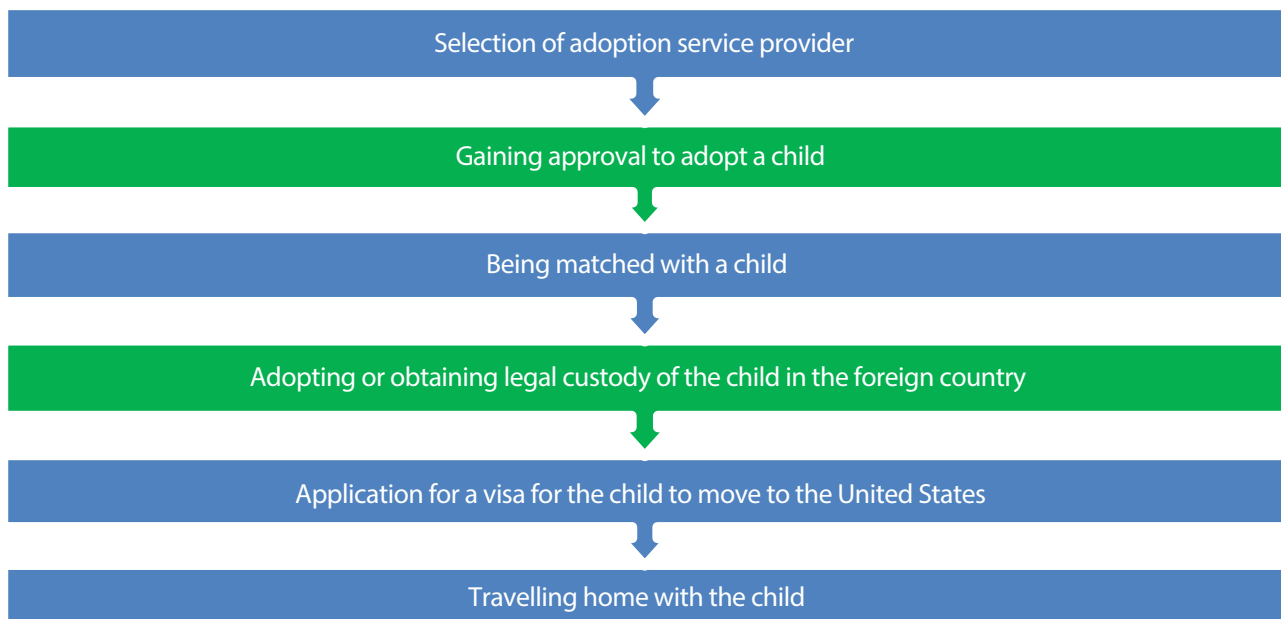 Selection of adoption service provider
Gaining approval to adopt a child
Being matched with a child
Adopting or obtaining legal custody of the child in the foreign country
Application for a visa for the child to move to the United States
Travelling home with the child